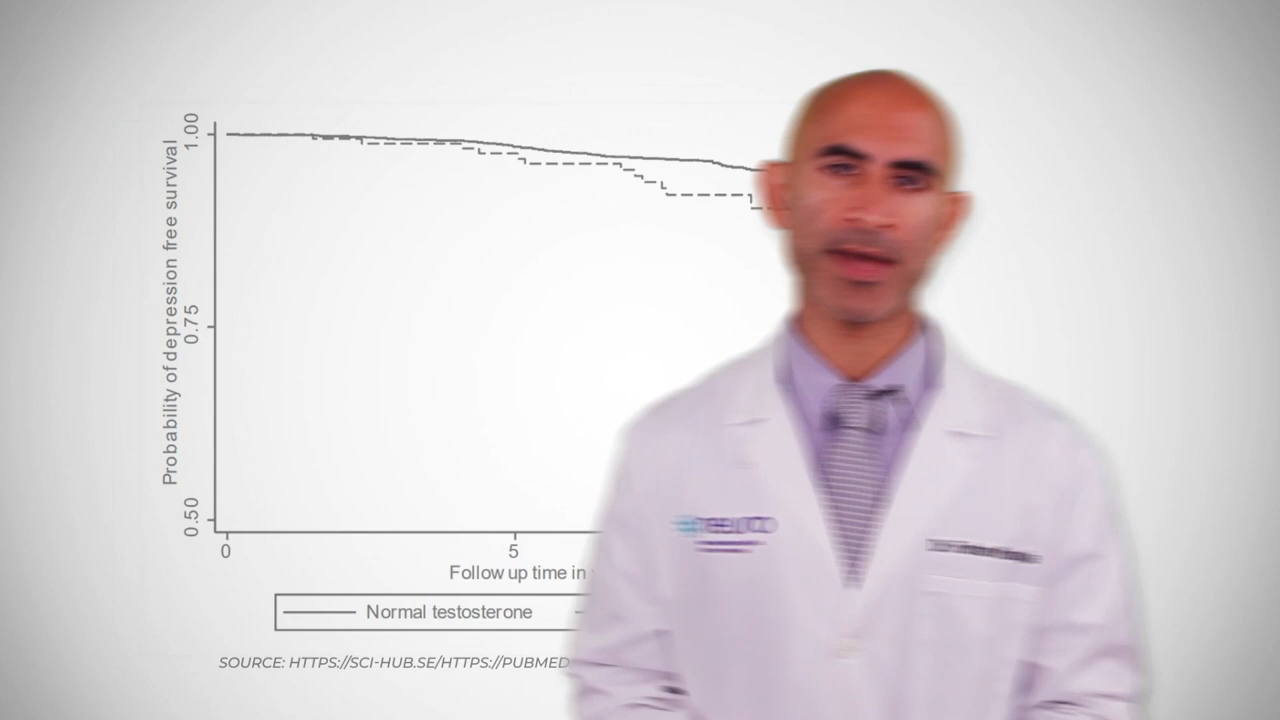 Probability of depression free survival
1.00
0.75
0.50
0
5
Follow up time in
Normal testosterone
SOURCE: HTTPS://SCI-HUB.SE/HTTPS://PUBMED